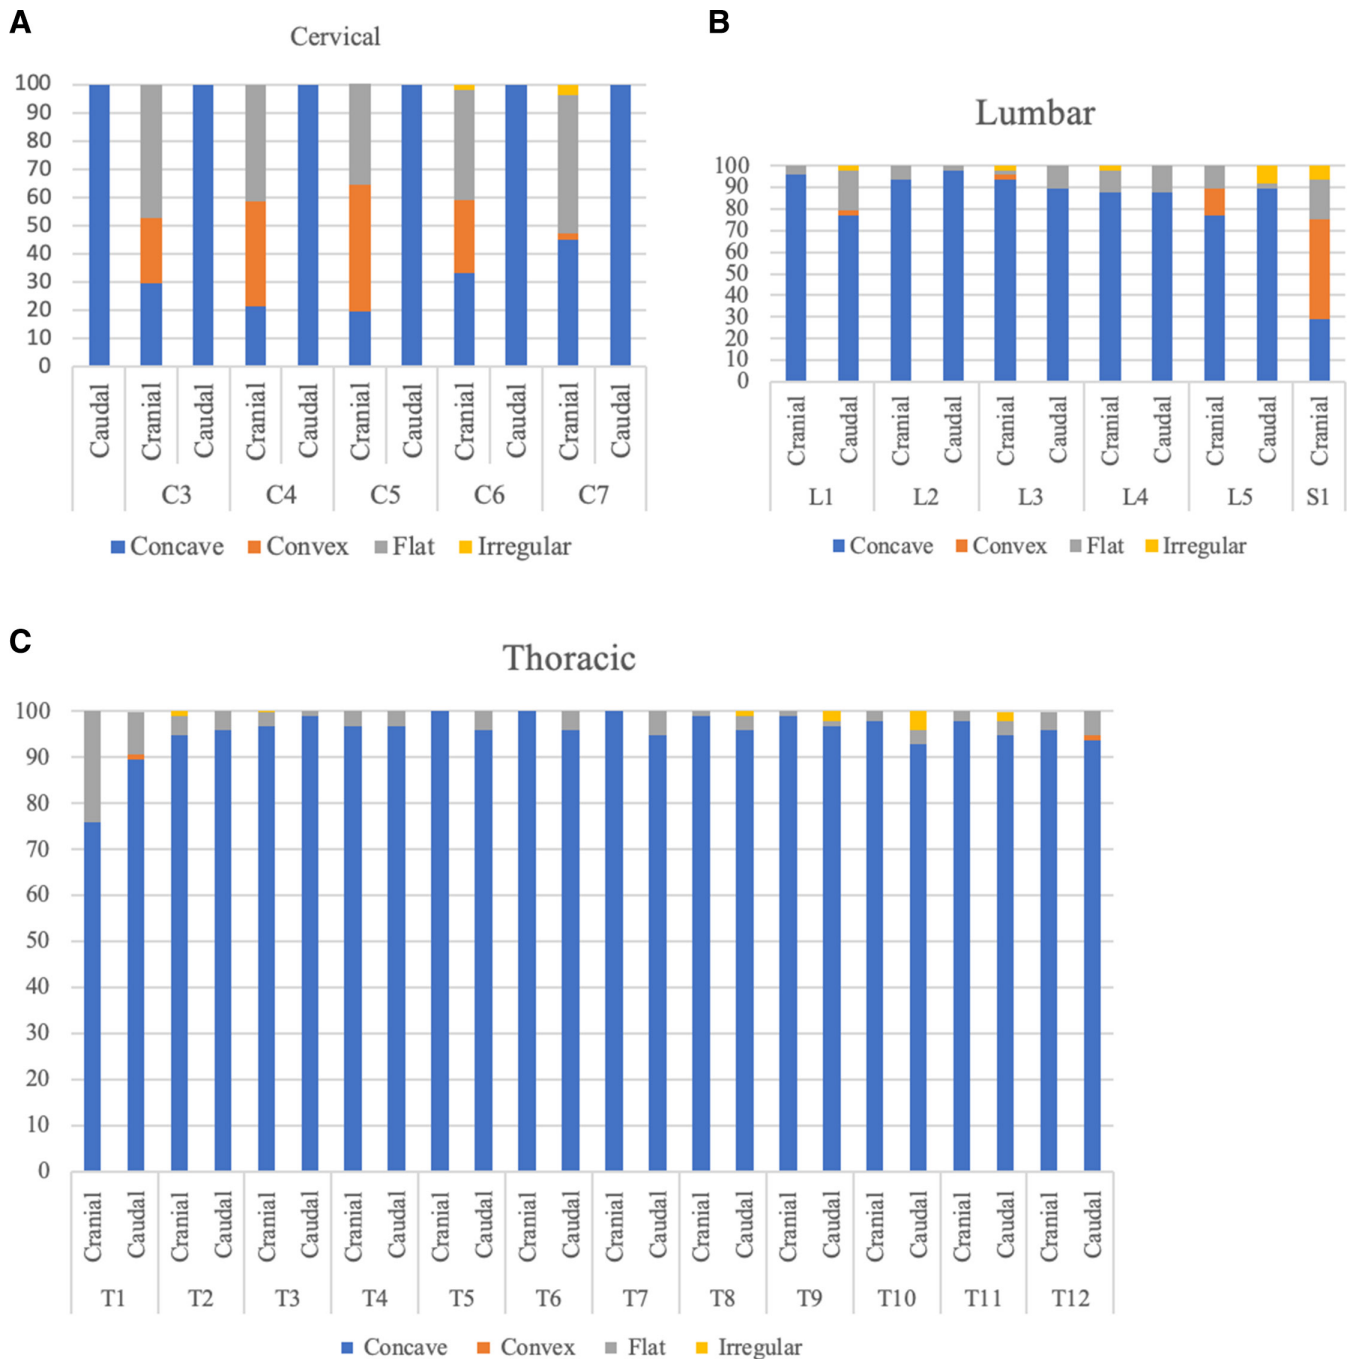 A
Cervical
100
90
80
70
60
50
40
30
20
10
0
Caudal Cranial Caudal Cranial Caudal Cranial Caudal Cranial Caudal Cranial Caudal
C3 C4 C5 C6 C7
Concave Convex Flat Irregular
B
Lumbar
100
90
80
70
60
50
40
30
20
10
0
Cranial Caudal Cranial Caudal Cranial Caudal Cranial Caudal Cranial Caudal Cranial
L1 L2 L3 L4 L5 S1
Concave Convex Flat Irregular
C
Thoracic
100
90
80
70
60
50
40
30
20
10
0
Cranial Caudal Cranial Caudal Cranial Caudal Cranial Caudal Cranial Caudal Cranial Caudal Cranial Caudal Cranial Caudal Cranial Caudal Cranial Caudal Cranial Caudal Cranial Caudal
T1 T2 T3 T4 T5 T6 T7 T8 T9 T10 T11 T12
Concave Convex Flat Irregular